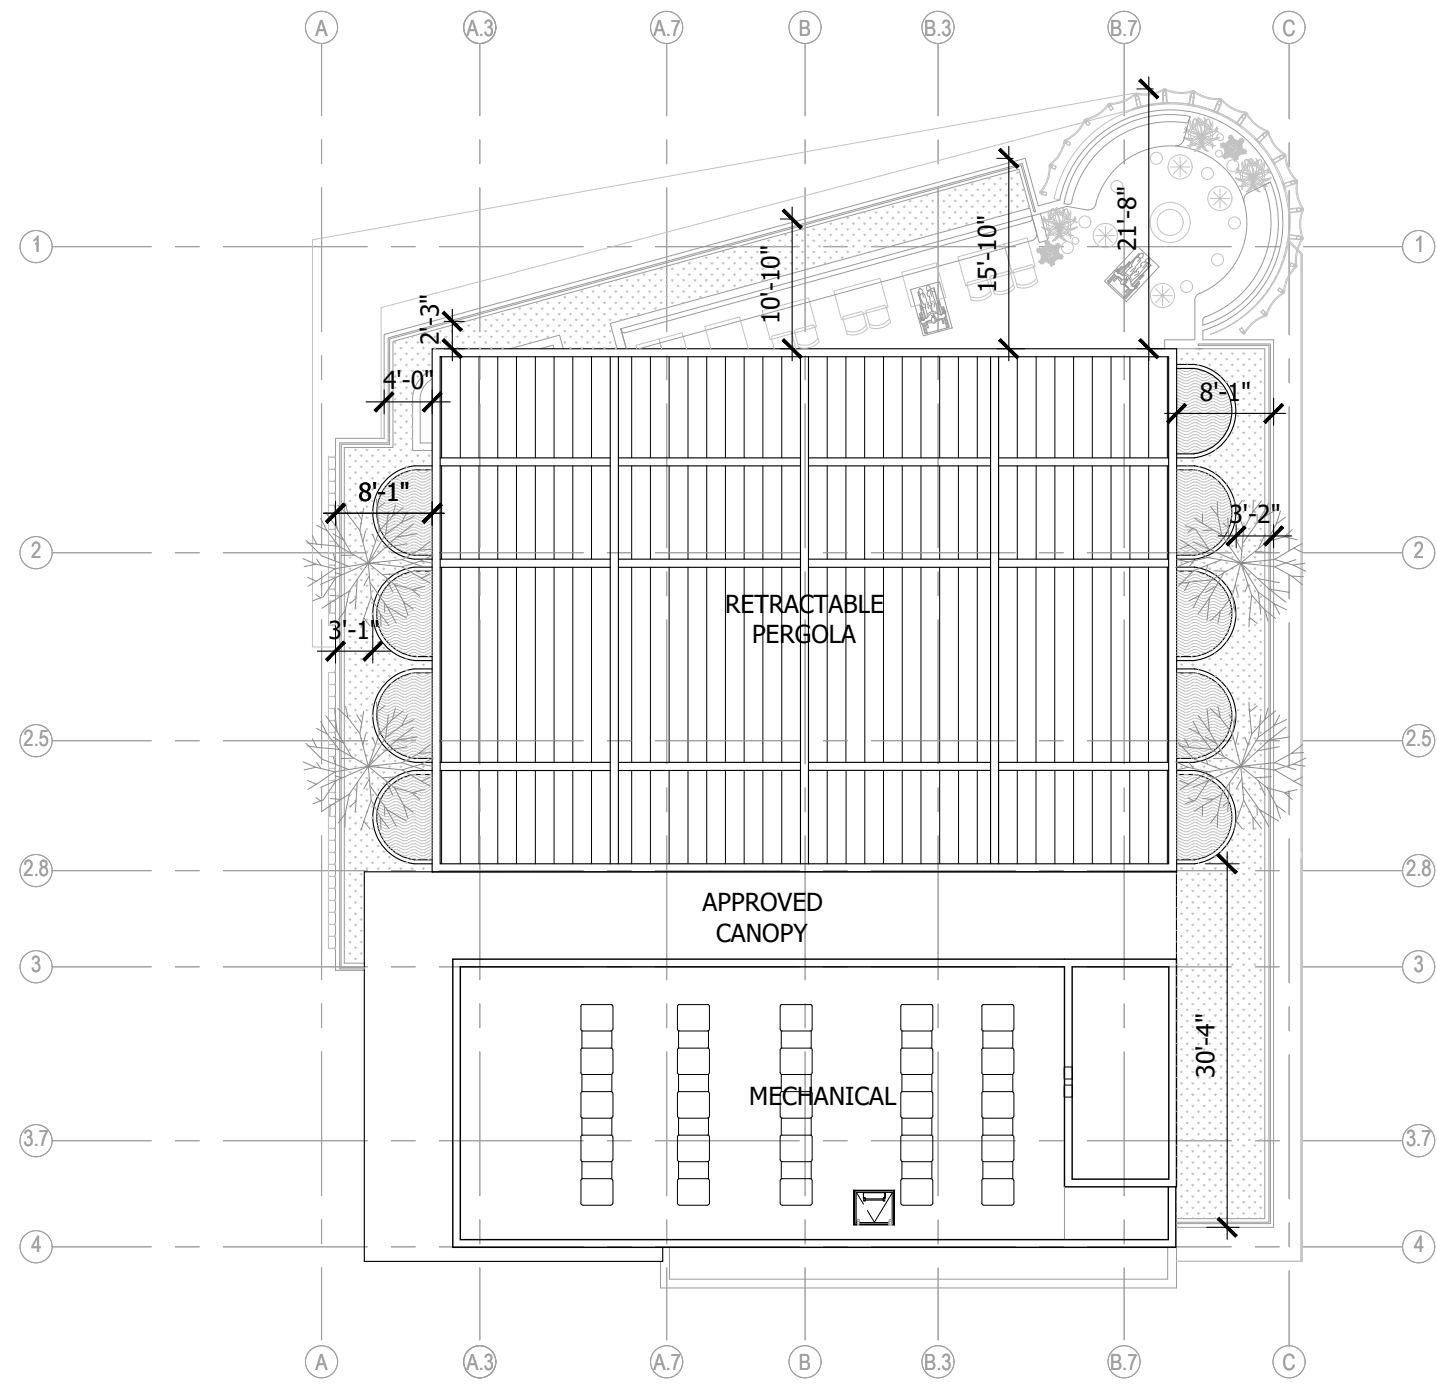 A A.3 A.7 B B.3 B.7 C
21'-8"
1 1
15'-10"
10'-10"
2'-3"
4'-0"
8'-1"
8'-1"
3'-2"
2 2
RETRACTABLE
PERGOLA
3'-1"
2.5 2.5
2.8 2.8
APPROVED
CANOPY
3 3
30'-4"
MECHANICAL
3.7 3.7
4 4
A A.3 A.7 B B.3 B.7 C